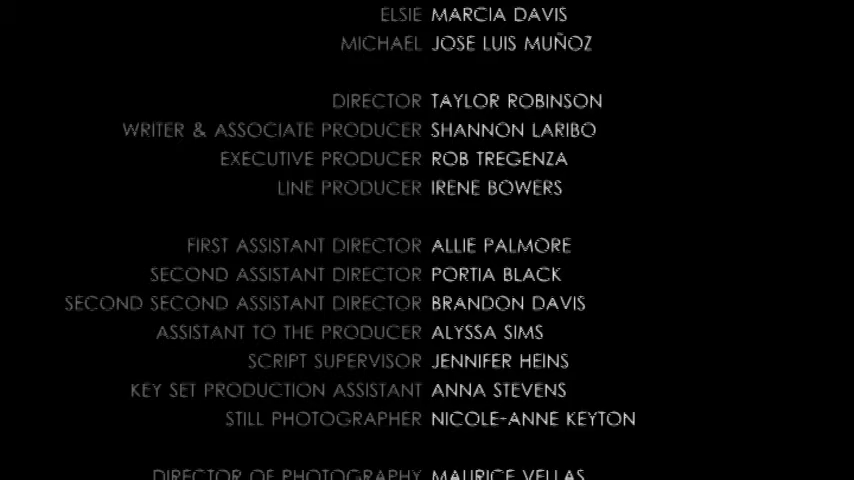 ELSIE MARCIA DAVIS
MICHAEL JOSE LUIS MUÑOZ
DIRECTOR TAYLOR ROBINSON
WRITER & ASSOCIATE PRODUCER SHANNON LARIBO
EXECUTIVE PRODUCER ROB TREGENZA
LINE PRODUCER IRENE BOWERS
FIRST ASSISTANT DIRECTOR ALLIE PALMORE
SECOND ASSISTANT DIRECTOR PORTIA BLACK
SECOND SECOND ASSISTANT DIRECTOR BRANDON DAVIS
ASSISTANT TO THE PRODUCER ALYSSA SIMS
SCRIPT SUPERVISOR JENNIFER HEINS
KEY SET PRODUCTION ASSISTANT ANNA STEVENS
STILL PHOTOGRAPHER NICOLE-ANNE KEYTON
DIRECTOR OF PHOTOGRAPHY MAURICE VELLAS